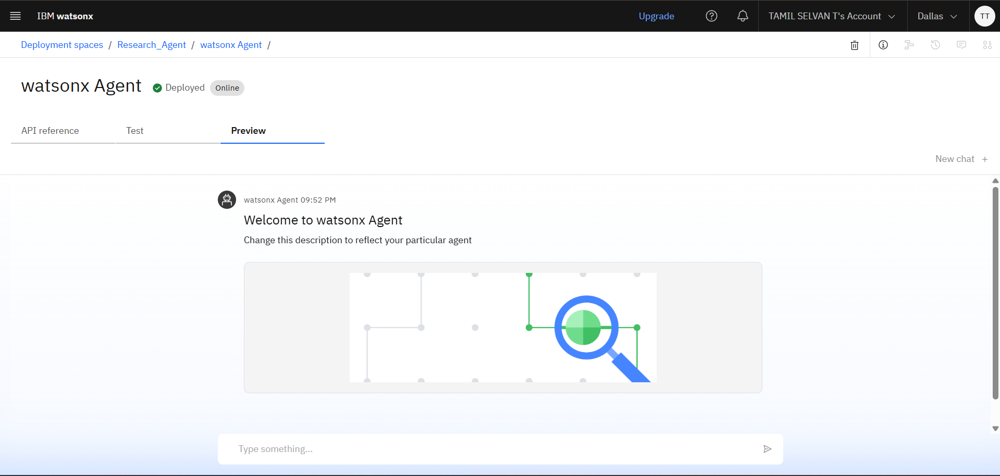 IBM watsonx
Upgrade
TAMIL SELVAN T's Account
Dallas
TT
Deployment spaces / Research_Agent / watsonx Agent /
watsonx Agent
Deployed
Online
API reference
Test
Preview
New chat +
watsonx Agent 09:52 PM
Welcome to watsonx Agent
Change this description to reflect your particular agent
Type something...